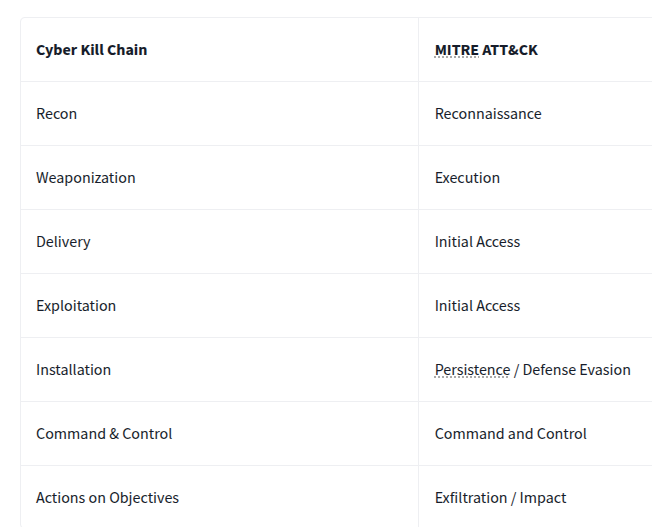 Cyber Kill Chain MITRE ATT&CK
Recon Reconnaissance
Weaponization Execution
Delivery Initial Access
Exploitation Initial Access
Installation Persistence / Defense Evasion
Command & Control Command and Control
Actions on Objectives Exfiltration / Impact